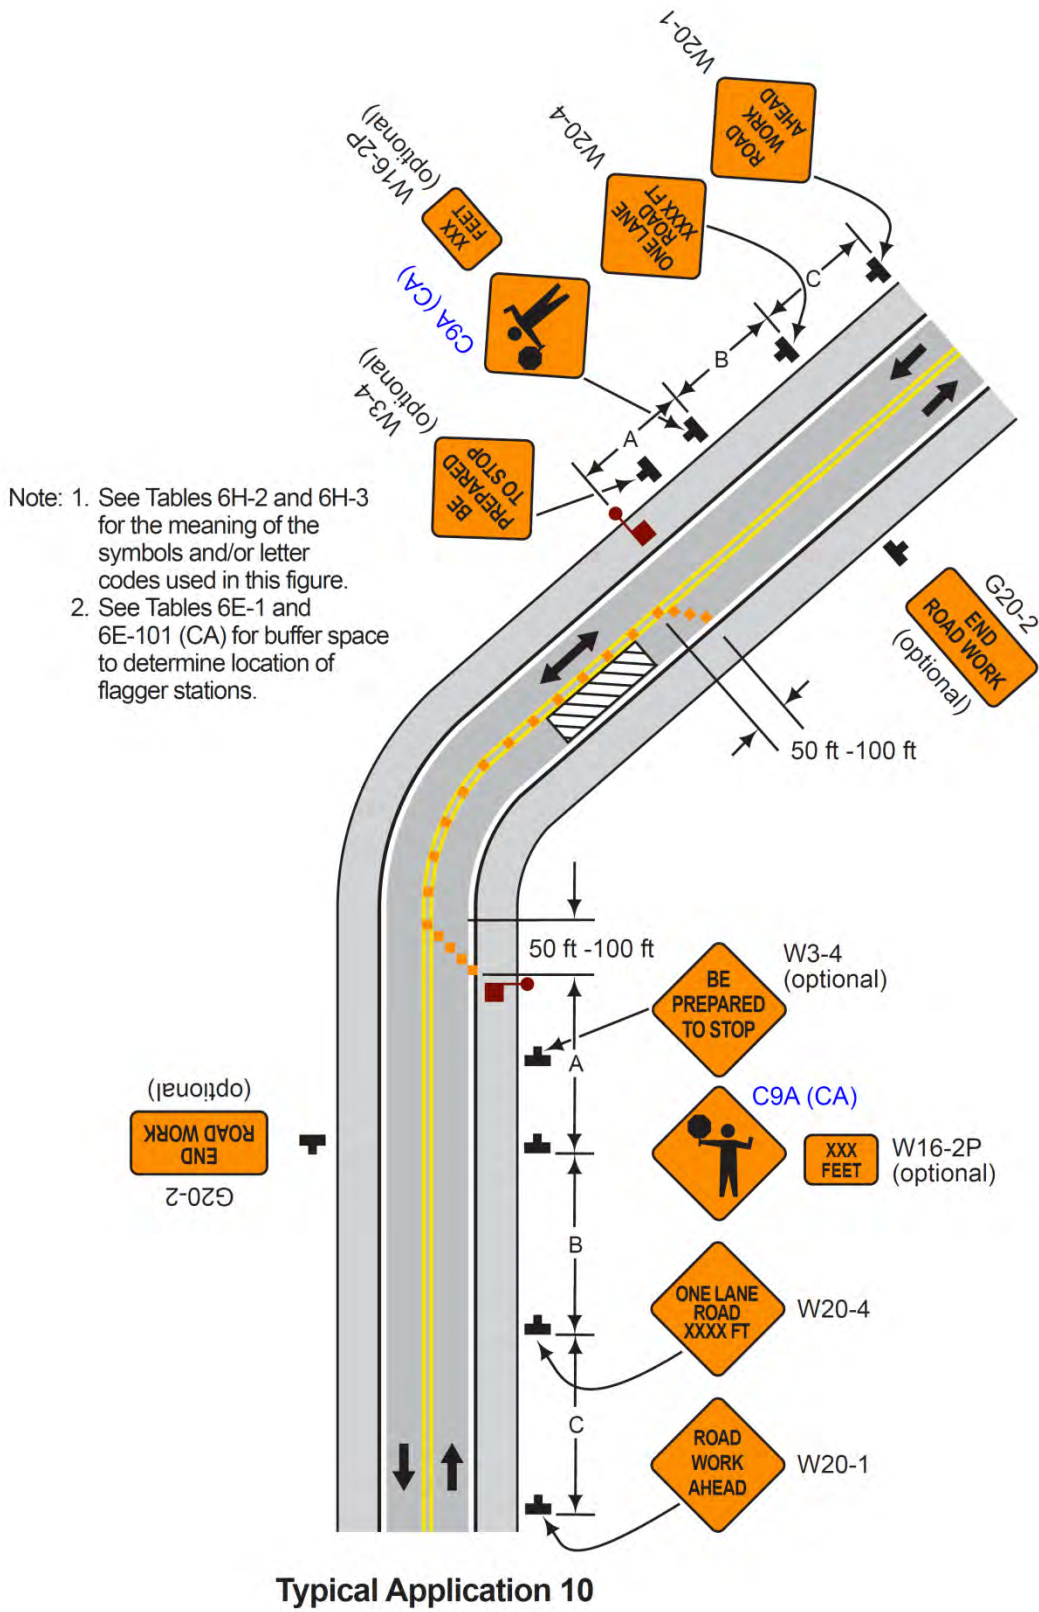 W20-1
ROAD
WORK
AHEAD
W20-4
ONE LANE
ROAD
XXXX FT
W16-2P
(optional)
XXX
FEET
C9A (CA)
W3-4
(optional)
BE
PREPARED
TO STOP
C
B
A
Note: 1. See Tables 6H-2 and 6H-3
for the meaning of the
symbols and/or letter
codes used in this figure.
2. See Tables 6E-1 and
6E-101 (CA) for buffer space
to determine location of
flagger stations.
G20-2
END
ROAD WORK
(optional)
50 ft -100 ft
50 ft -100 ft
BE
PREPARED
TO STOP
W3-4
(optional)
A
C9A (CA)
XXX
FEET
W16-2P
(optional)
(optional)
END
ROAD WORK
G20-2
B
ONE LANE
ROAD
XXXX FT
W20-4
C
ROAD
WORK
AHEAD
W20-1
Typical Application 10